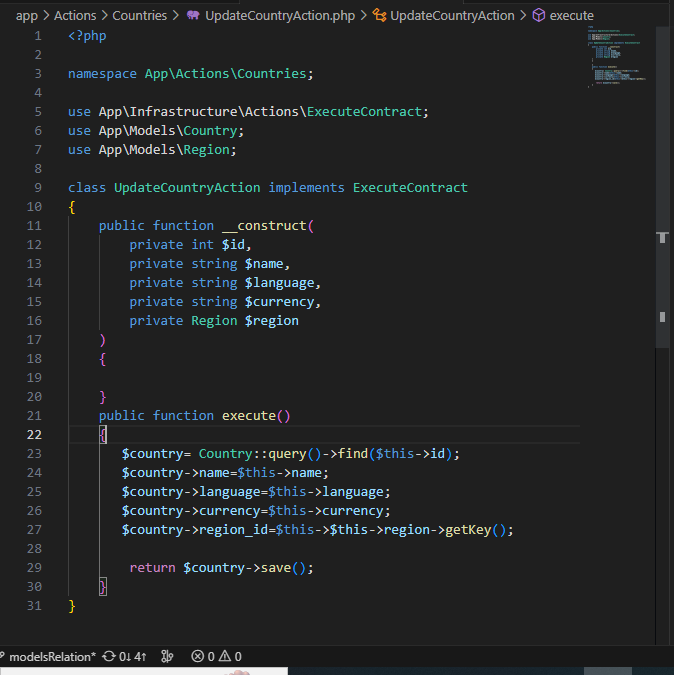 app > Actions > Countries > UpdateCountryAction.php > UpdateCountryAction > execute
1 <?php
2
3 namespace App\Actions\Countries;
4
5 use App\Infrastructure\Actions\ExecuteContract;
6 use App\Models\Country;
7 use App\Models\Region;
8
9 class UpdateCountryAction implements ExecuteContract
10 {
11     public function __construct(
12         private int $id,
13         private string $name,
14         private string $language,
15         private string $currency,
16         private Region $region
17     )
18     {
19
20     }
21     public function execute()
22     {
23        $country= Country::query()->find($this->id);
24        $country->name=$this->name;
25        $country->language=$this->language;
26        $country->currency=$this->currency;
27        $country->region_id=$this->$this->region->getKey();
28
29         return $country->save();
30     }
31 }
modelsRelation* 0↓ 4↑ 0 0